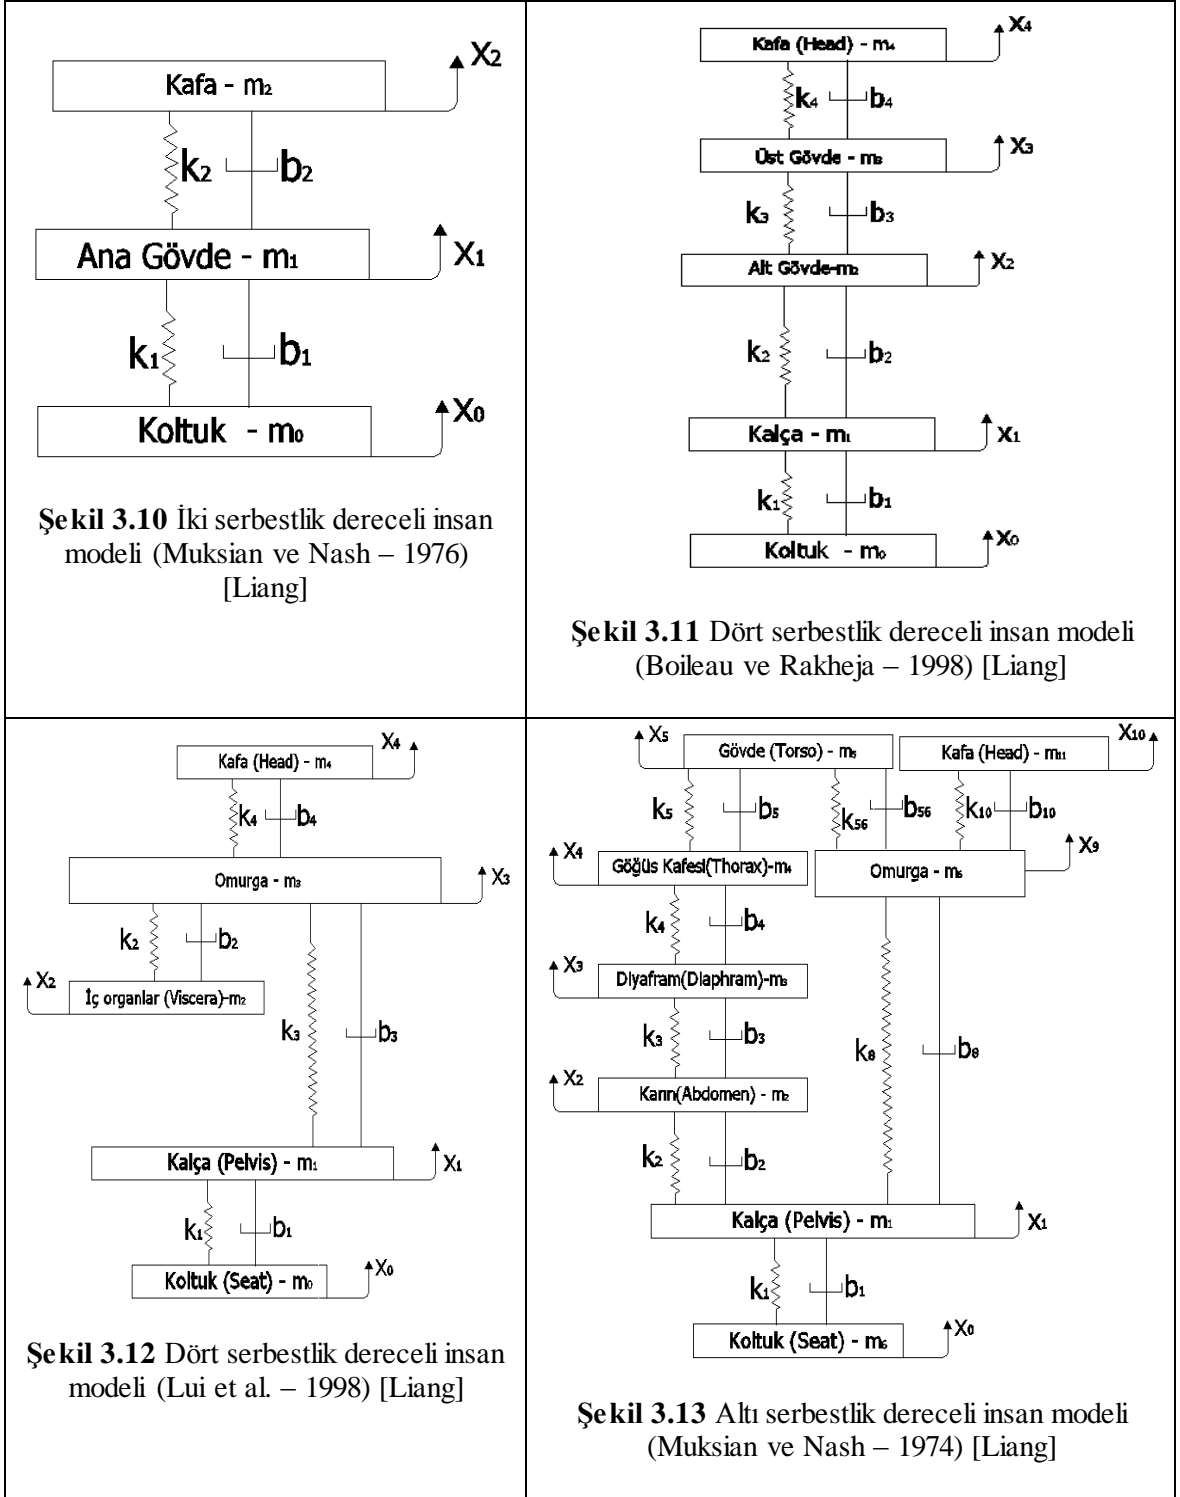 X₂
Kafa - m₂
k₂ b₂
Ana Gövde - m₁
X₁
k₁ b₁
X₀
Koltuk - m₀
Şekil 3.10 İki serbestlik dereceli insan
modeli (Muksian ve Nash – 1976)
[Liang]
X₄
Kafa (Head) - m₄
k₄ b₄
X₃
Üst Gövde - m₃
k₃ b₃
X₂
Alt Gövde-m₂
k₂ b₂
Kalça - m₁
X₁
k₁ b₁
X₀
Koltuk - m₀
Şekil 3.11 Dört serbestlik dereceli insan modeli
(Boileau ve Rakheja – 1998) [Liang]
X₄
Kafa (Head) - m₄
k₄ b₄
Omurga - m₃
X₃
k₂ b₂
X₂
İç organlar (Viscera)-m₂
k₃ b₃
Kalça (Pelvis) - m₁
X₁
k₁ b₁
X₀
Koltuk (Seat) - m₀
Şekil 3.12 Dört serbestlik dereceli insan
modeli (Lui et al. – 1998) [Liang]
X₅
Gövde (Torso) - m₅
X₁₀
Kafa (Head) - m₁₁
k₅ b₅ k₅₆ b₅₆ k₁₀ b₁₀
X₄
Göğüs Kafesi(Thorax)-m₄
X₉
Omurga - m₆
k₄ b₄
X₃
Diyafram(Diaphram)-m₃
k₃ b₃
k₈ b₈
X₂
Karın(Abdomen) - m₂
k₂ b₂
Kalça (Pelvis) - m₁
X₁
k₁ b₁
X₀
Koltuk (Seat) - m₆
Şekil 3.13 Altı serbestlik dereceli insan modeli
(Muksian ve Nash – 1974) [Liang]